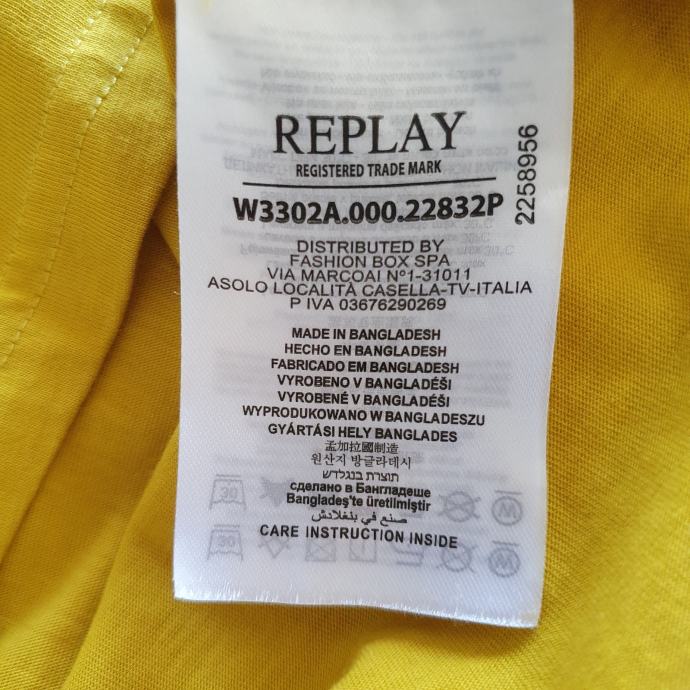 REPLAY
REGISTERED TRADE MARK
W3302A.000.22832P
2258956
DISTRIBUTED BY
FASHION BOX SPA
VIA MARCOAI N°1-31011
ASOLO LOCALITÀ CASELLA-TV-ITALIA
P IVA 03676290269
MADE IN BANGLADESH
HECHO EN BANGLADESH
FABRICADO EM BANGLADESH
VYROBENO V BANGLADÉŠI
VYROBENÉ V BANGLADÉŠI
WYPRODUKOWANO W BANGLADESZU
GYÁRTÁSI HELY BANGLADES
孟加拉國制造
원산지 방글라데시
תוצרת בנגלדש
сделано в Бангладеше
Bangladeş'te üretilmiştir
صنع في بنغلادش
CARE INSTRUCTION INSIDE